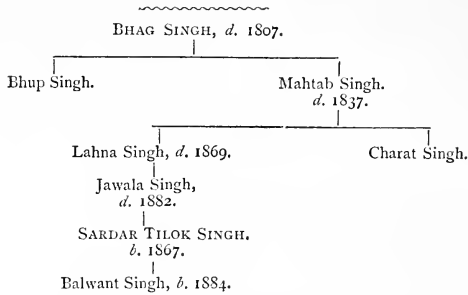 BHAG SINGH, d. 1807.
Bhup Singh.
Mahtab Singh.
d. 1837.
Lahna Singh, d. 1869.
Charat Singh.
Jawala Singh,
d. 1882.
SARDAR TILOK SINGH.
b. 1867.
Balwant Singh, b. 1884.